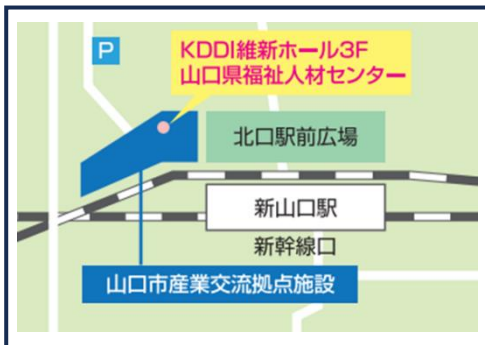 P
KDDI維新ホール3F
山口県福祉人材センター
北口駅前広場
新山口駅
新幹線口
山口市産業交流拠点施設